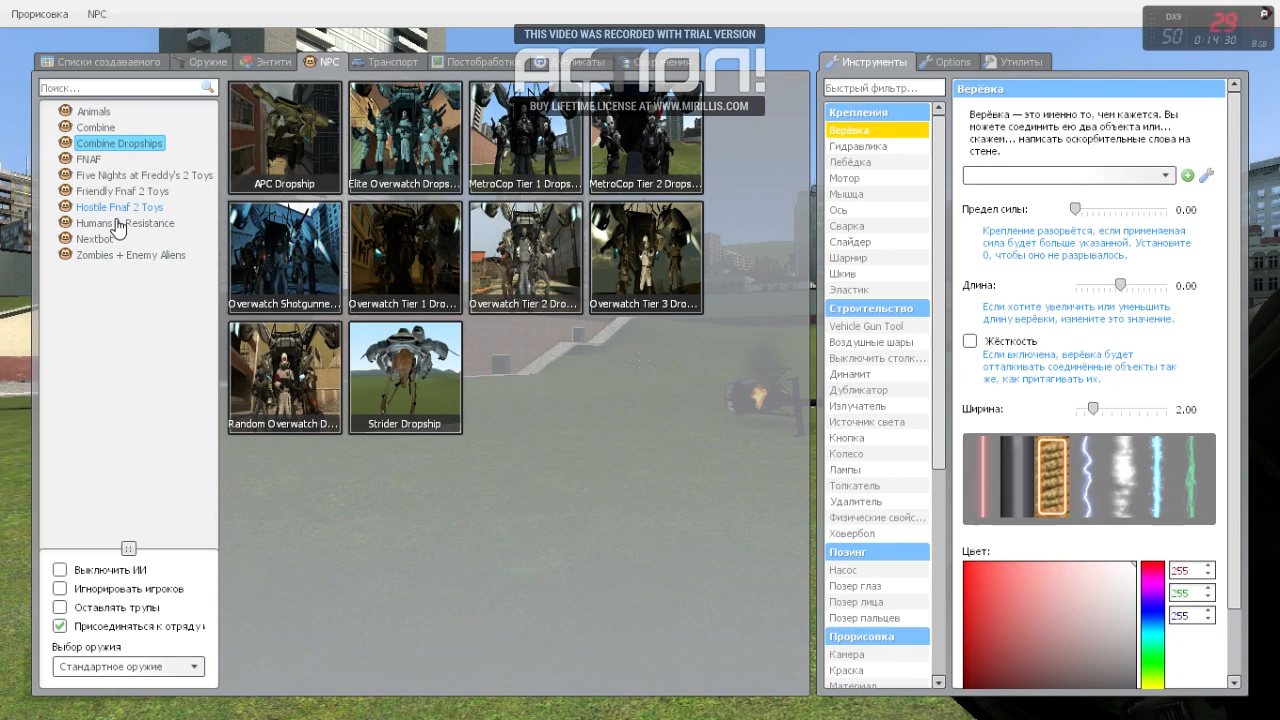 Прорисовка NPC
DX9
29
50
0:14:30
8GB
THIS VIDEO WAS RECORDED WITH TRIAL VERSION
ACTION!
BUY LIFETIME LICENSE AT WWW.MIRILLIS.COM
Списки создаваемого Оружие Энтити NPC Транспорт Постобработка Дубликаты Сохранения
Поиск...
Animals
Combine
Combine Dropships
FNAF
Five Nights at Freddy's 2 Toys
Friendly Fnaf 2 Toys
Hostile Fnaf 2 Toys
Humans Resistance
Nextbot
Zombies + Enemy Aliens
APC Dropship
Elite Overwatch Drops...
MetroCop Tier 1 Drops...
MetroCop Tier 2 Drops...
Overwatch Shotgunne...
Overwatch Tier 1 Dro...
Overwatch Tier 2 Dro...
Overwatch Tier 3 Dro...
Random Overwatch D...
Strider Dropship
Выключить ИИ
Игнорировать игроков
Оставлять трупы
Присоединяться к отряду
Выбор оружия
Стандартное оружие
Инструменты Options Утилиты
Быстрый фильтр...
Крепления
Верёвка
Гидравлика
Лебёдка
Мотор
Мышца
Ось
Сварка
Слайдер
Шарнир
Шкив
Эластик
Строительство
Vehicle Gun Tool
Воздушные шары
Выключить столк...
Динамит
Дубликатор
Излучатель
Источник света
Кнопка
Колесо
Лампы
Толкатель
Удалитель
Физические свойс...
Ховербол
Позинг
Насос
Позер глаз
Позер лица
Позер пальцев
Прорисовка
Камера
Краска
Материал
Верёвка
Верёвка — это именно то, чем кажется. Вы
можете соединить ею два объекта или...
скажем... написать оскорбительные слова на
стене.
Предел силы: 0.00
Крепление разорвётся, если применяемая
сила будет больше указанной. Установите
0, чтобы оно не разрывалось.
Длина: 0.00
Если хотите увеличить или уменьшить
длину верёвки, измените это значение.
Жёсткость
Если включена, верёвка будет
отталкивать соединённые объекты так
же, как притягивать их.
Ширина: 2.00
Цвет:
255
255
255